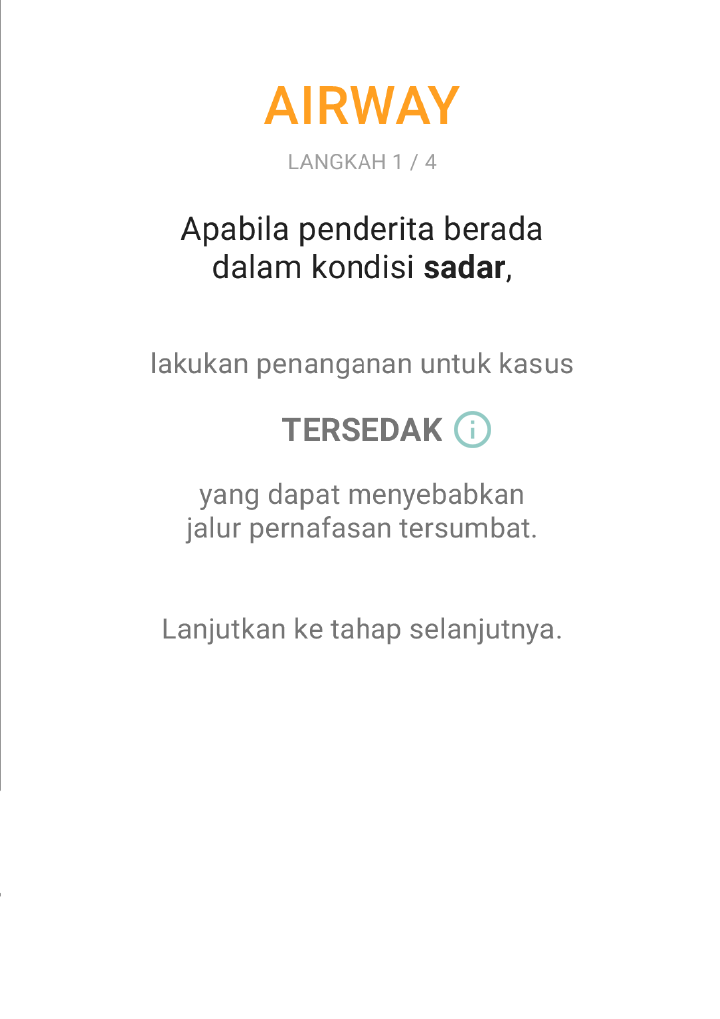 AIRWAY
LANGKAH 1 / 4
Apabila penderita berada
dalam kondisi sadar,
lakukan penanganan untuk kasus
TERSEDAK
yang dapat menyebabkan
jalur pernafasan tersumbat.
Lanjutkan ke tahap selanjutnya.